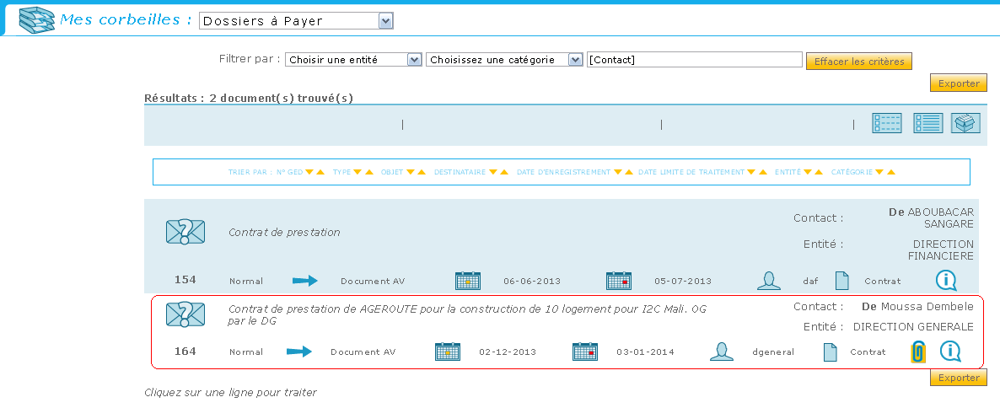 Mes corbeilles : Dossiers à Payer
Filtrer par : Choisir une entité Choisissez une catégorie [Contact] Effacer les critères
Exporter
Résultats : 2 document(s) trouvé(s)
| | |
TRIER PAR : N° GED TYPE OBJET DESTINATAIRE DATE D'ENREGISTREMENT DATE LIMITE DE TRAITEMENT ENTITÉ CATÉGORIE
Contrat de prestation
Contact : De ABOUBACAR
SANGARE
Entité : DIRECTION
FINANCIERE
154 Normal Document AV 06-06-2013 05-07-2013 daf Contrat
Contrat de prestation de AGEROUTE pour la construction de 10 logement pour I2C Mali. OG
par le DG
Contact : De Moussa Dembele
Entité : DIRECTION GENERALE
164 Normal Document AV 02-12-2013 03-01-2014 dgeneral Contrat
Exporter
Cliquez sur une ligne pour traiter